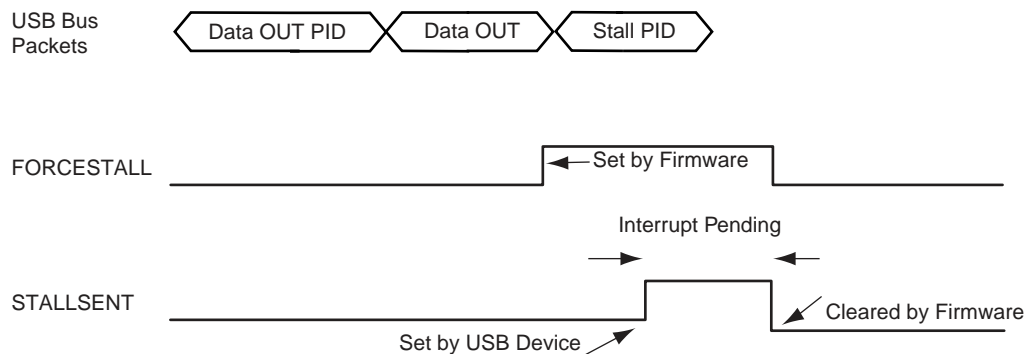 USB Bus
Packets
Data OUT PID
Data OUT
Stall PID
FORCESTALL
Set by Firmware
Interrupt Pending
STALLSENT
Cleared by Firmware
Set by USB Device